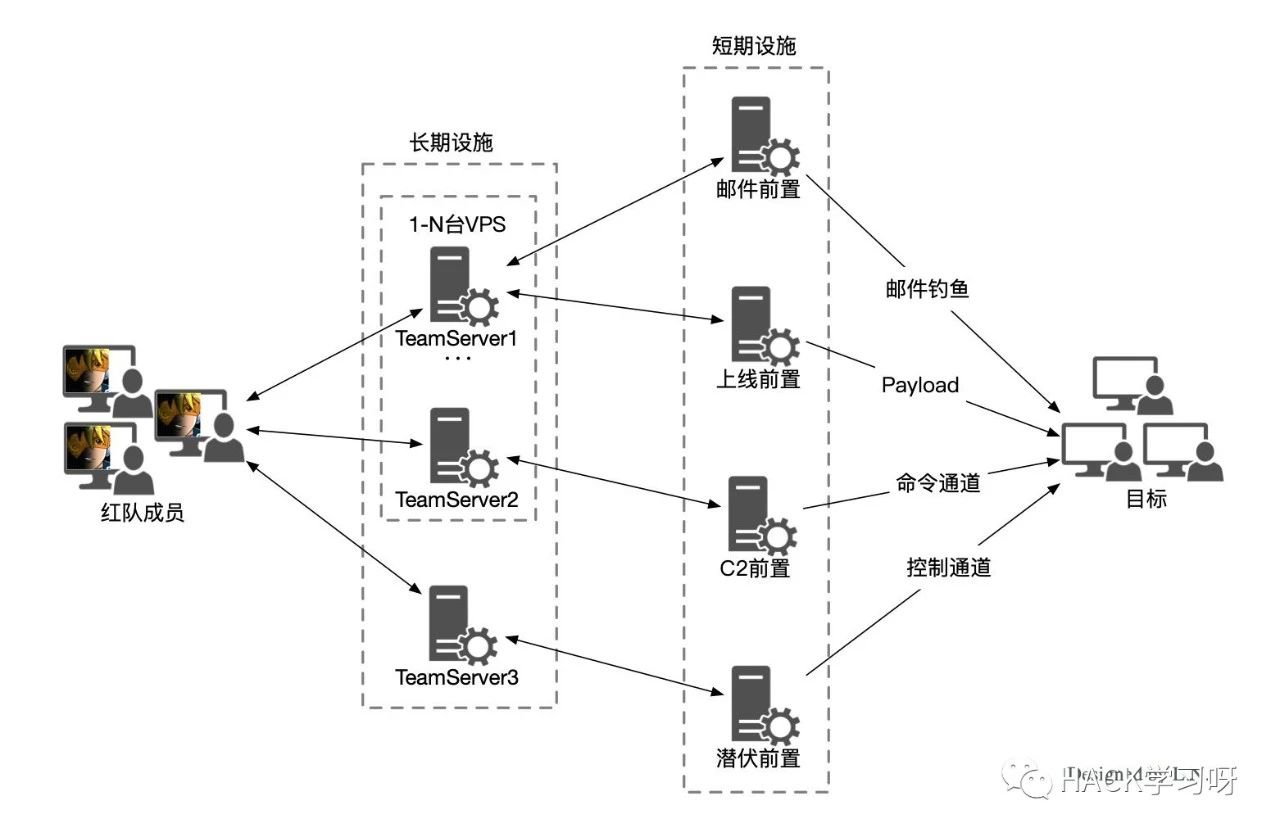 短期设施
邮件前置
长期设施
1-N台VPS
TeamServer1
...
邮件钓鱼
上线前置
Payload
TeamServer2
红队成员
命令通道
目标
C2前置
控制通道
TeamServer3
潜伏前置
HACK学习呀